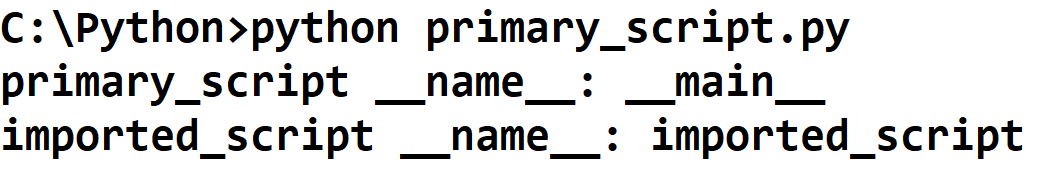 C:\Python>python primary_script.py
primary_script __name__: __main__
imported_script __name__: imported_script